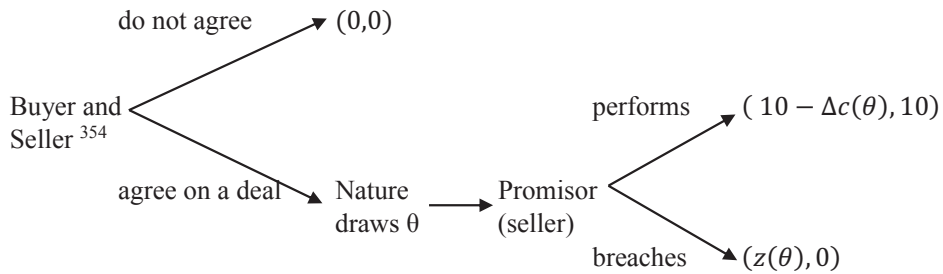 do not agree
(0,0)
Buyer and
Seller 354
agree on a deal
Nature
draws θ
Promisor
(seller)
performs
( 10 − Δc(θ), 10)
breaches
(z(θ), 0)